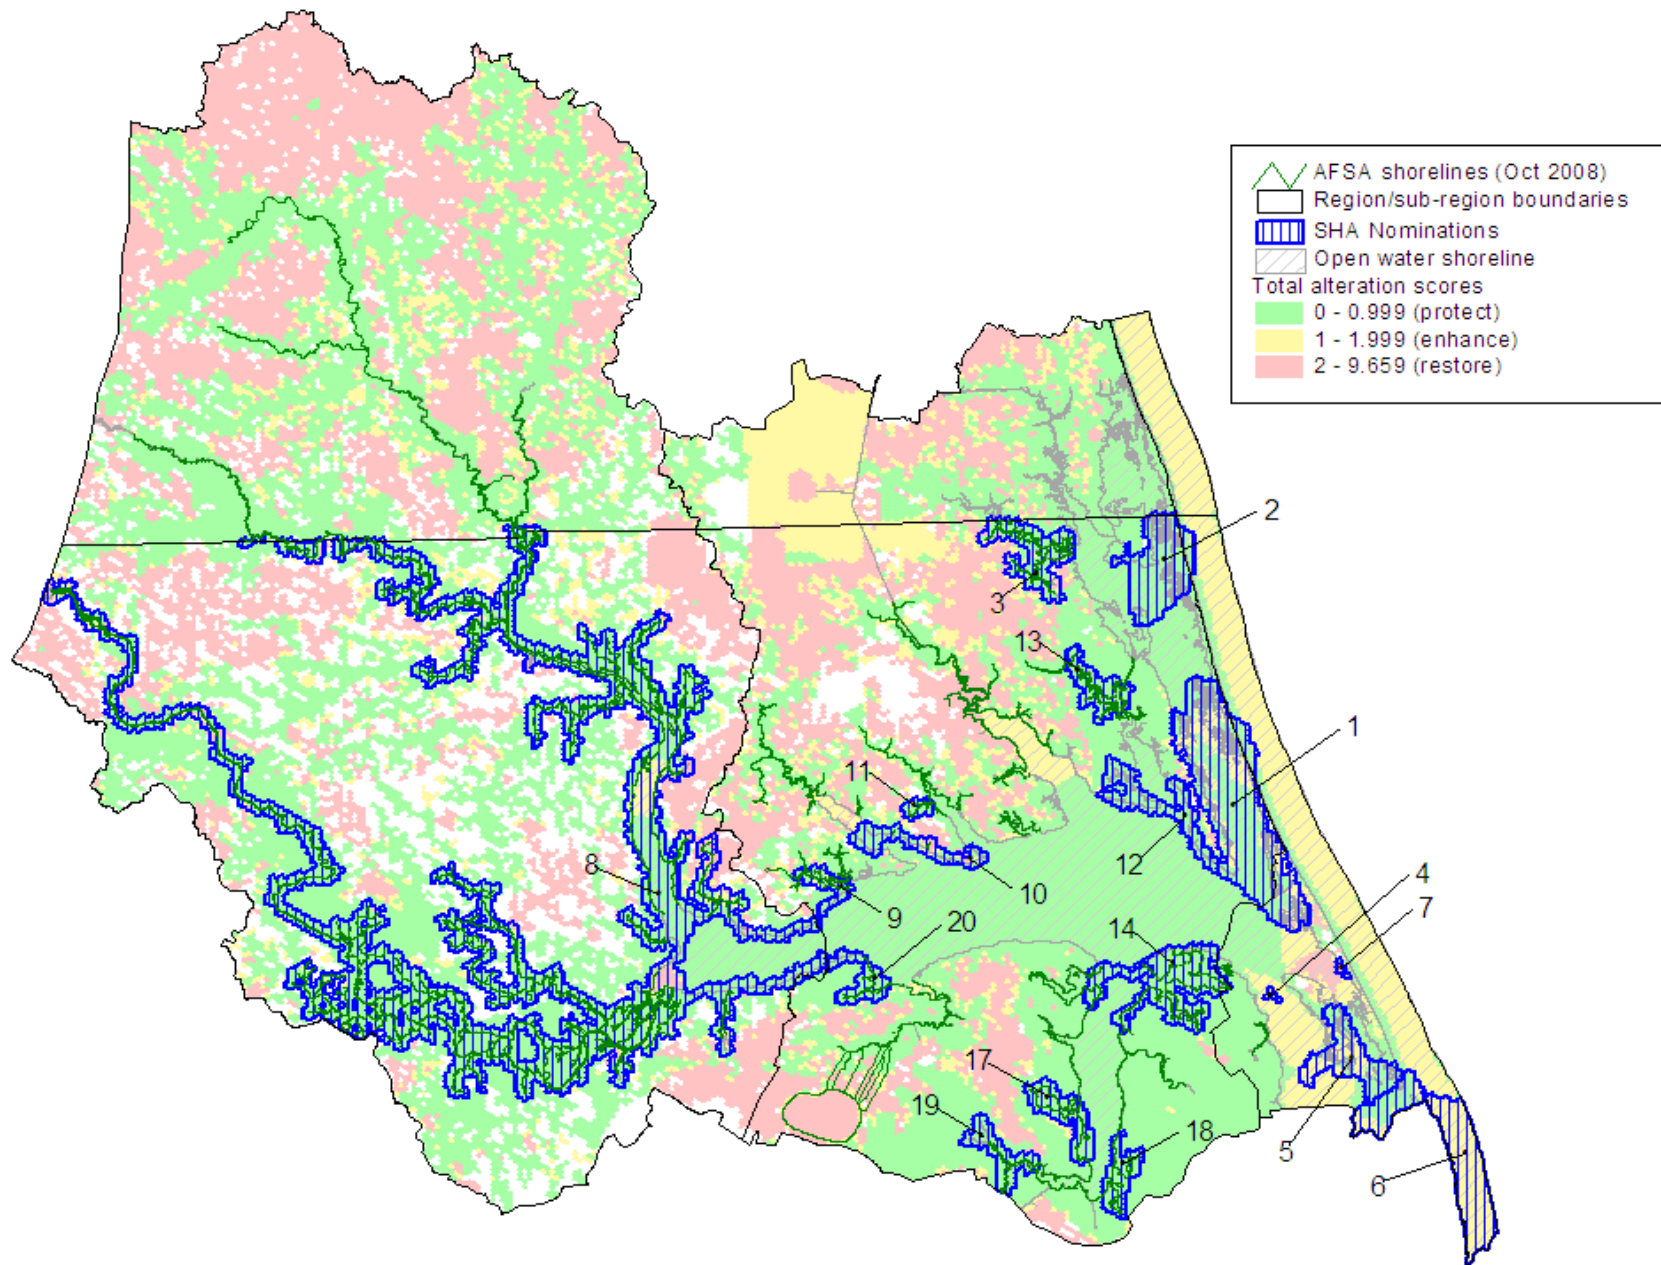 AFSA shorelines (Oct 2008)
Region/sub-region boundaries
SHA Nominations
Open water shoreline
Total alteration scores
0 - 0.999 (protect)
1 - 1.999 (enhance)
2 - 9.659 (restore)
2
3
13
1
11
12
8
10
4
9
7
20
14
17
19
18
5
6